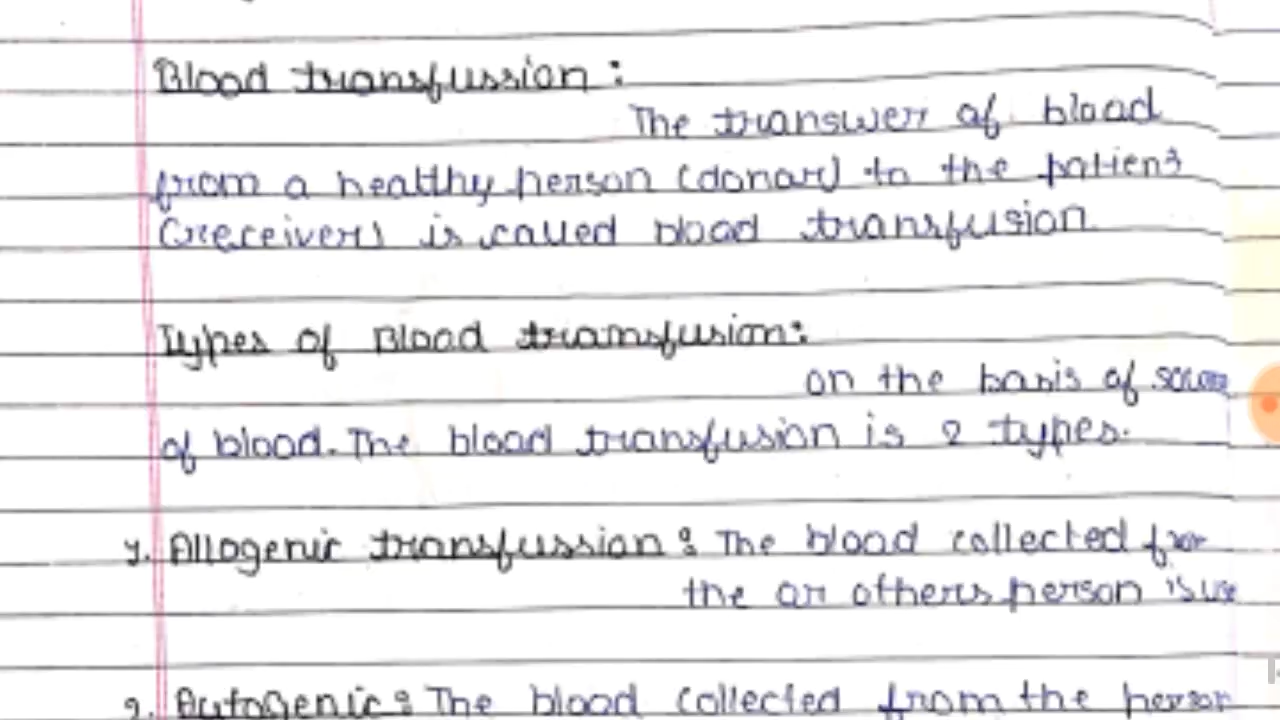 Blood transfussion:
The transwer of blood
from a healthy person (donar) to the patient
(receiver) is called blood transfusion.
Types of Blood transfusion:
on the basis of
of blood. The blood transfusion is 2 types.
1. Allogenic transfussion: The blood collected from
the or others person is
2. Autogenic: The blood collected from the person